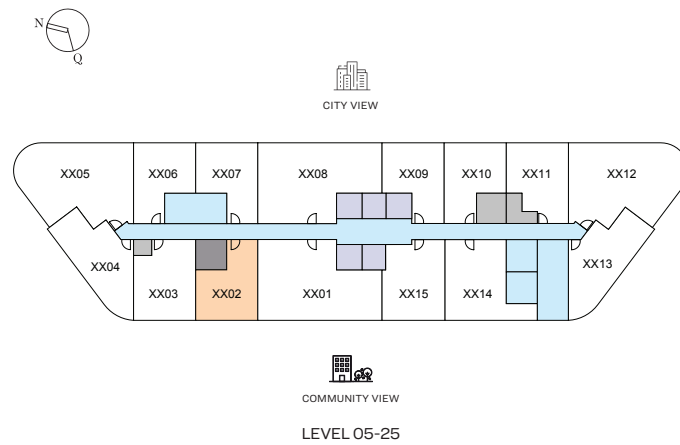 N
Q
CITY VIEW
XX05
XX06
XX07
XX08
XX09
XX10
XX11
XX12
XX04
XX13
XX03
XX02
XX01
XX15
XX14
COMMUNITY VIEW
LEVEL 05-25